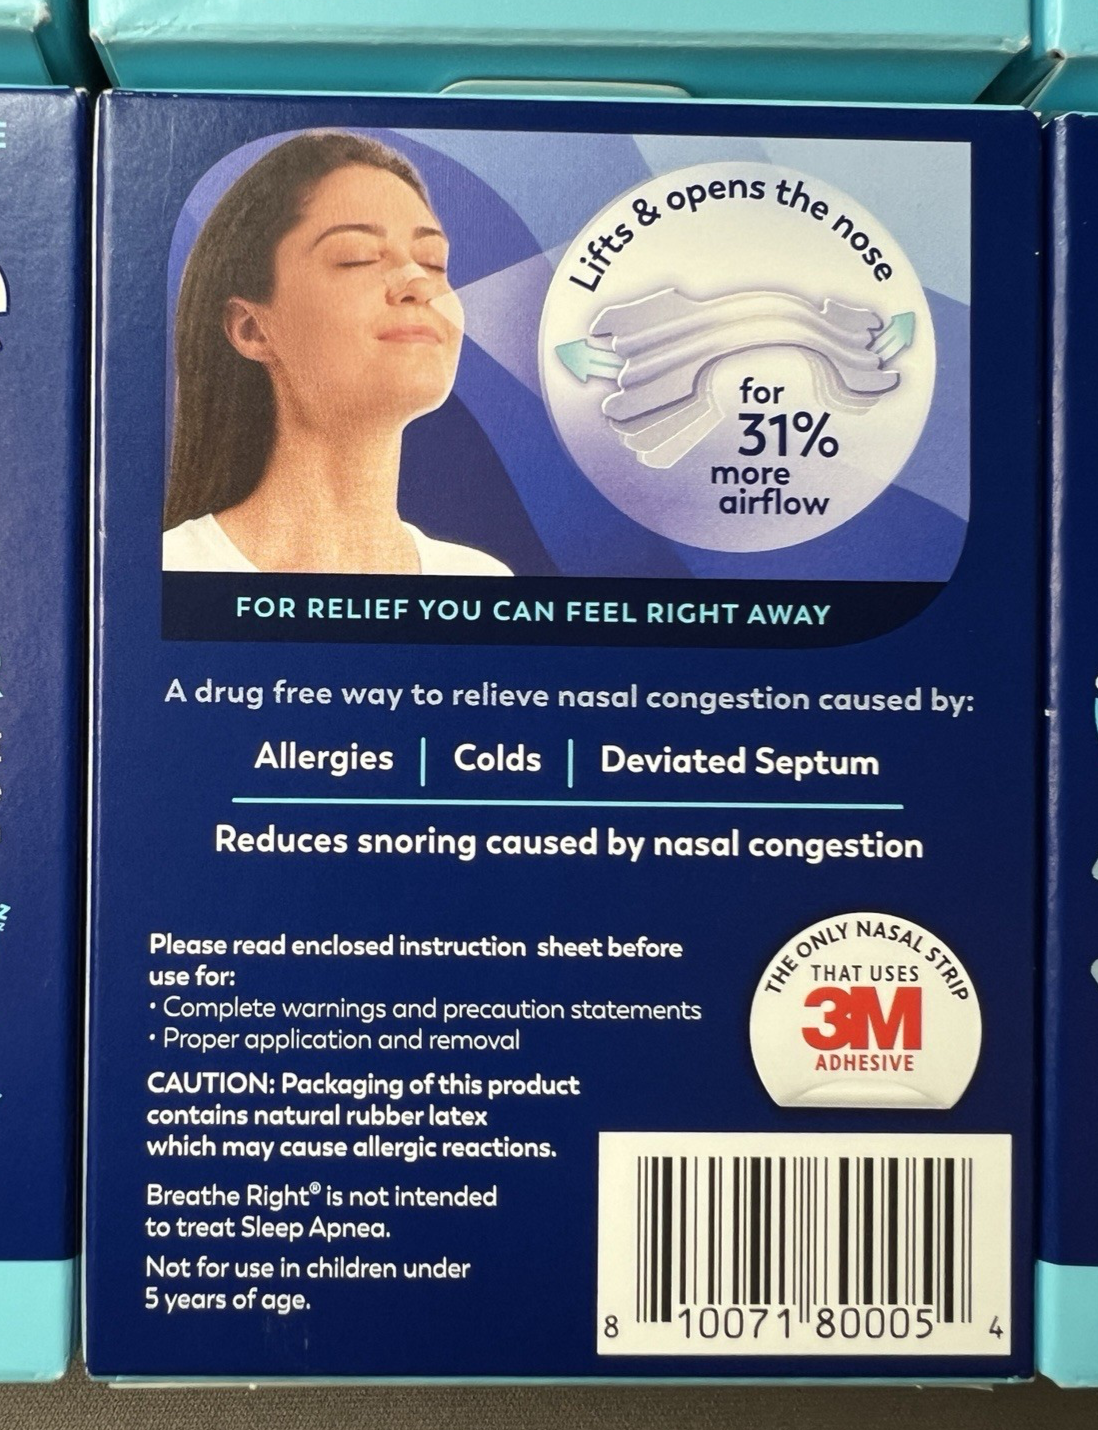 Lifts & opens the nose
for
31%
more
airflow
FOR RELIEF YOU CAN FEEL RIGHT AWAY
A drug free way to relieve nasal congestion caused by:
Allergies | Colds | Deviated Septum
Reduces snoring caused by nasal congestion
Please read enclosed instruction sheet before
use for:
• Complete warnings and precaution statements
• Proper application and removal
CAUTION: Packaging of this product
contains natural rubber latex
which may cause allergic reactions.
Breathe Right® is not intended
to treat Sleep Apnea.
Not for use in children under
5 years of age.
THE ONLY NASAL STRIP
THAT USES
3M
ADHESIVE
8 10071 80005 4